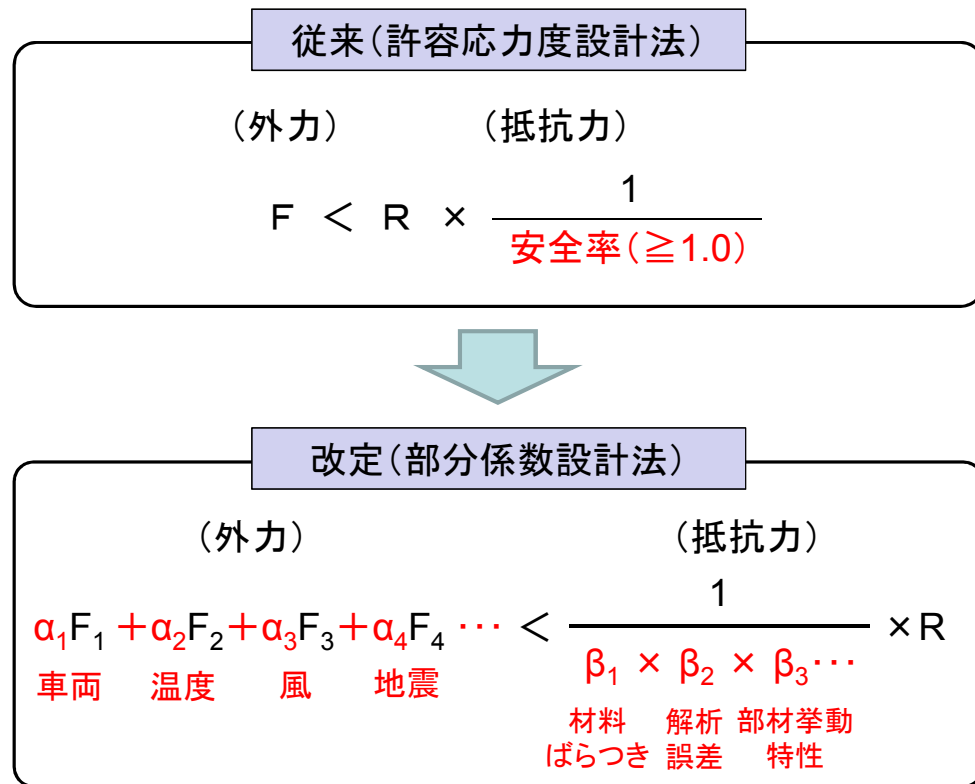 従来（許容応力度設計法）
（外力） （抵抗力）
F ＜ R × 1
安全率（≧1.0）
改定（部分係数設計法）
（外力） （抵抗力）
1
α₁F₁ ＋α₂F₂＋α₃F₃＋α₄F₄ … ＜ ×R
β₁ × β₂ × β₃…
車両 温度 風 地震
材料 解析 部材挙動
ばらつき 誤差 特性